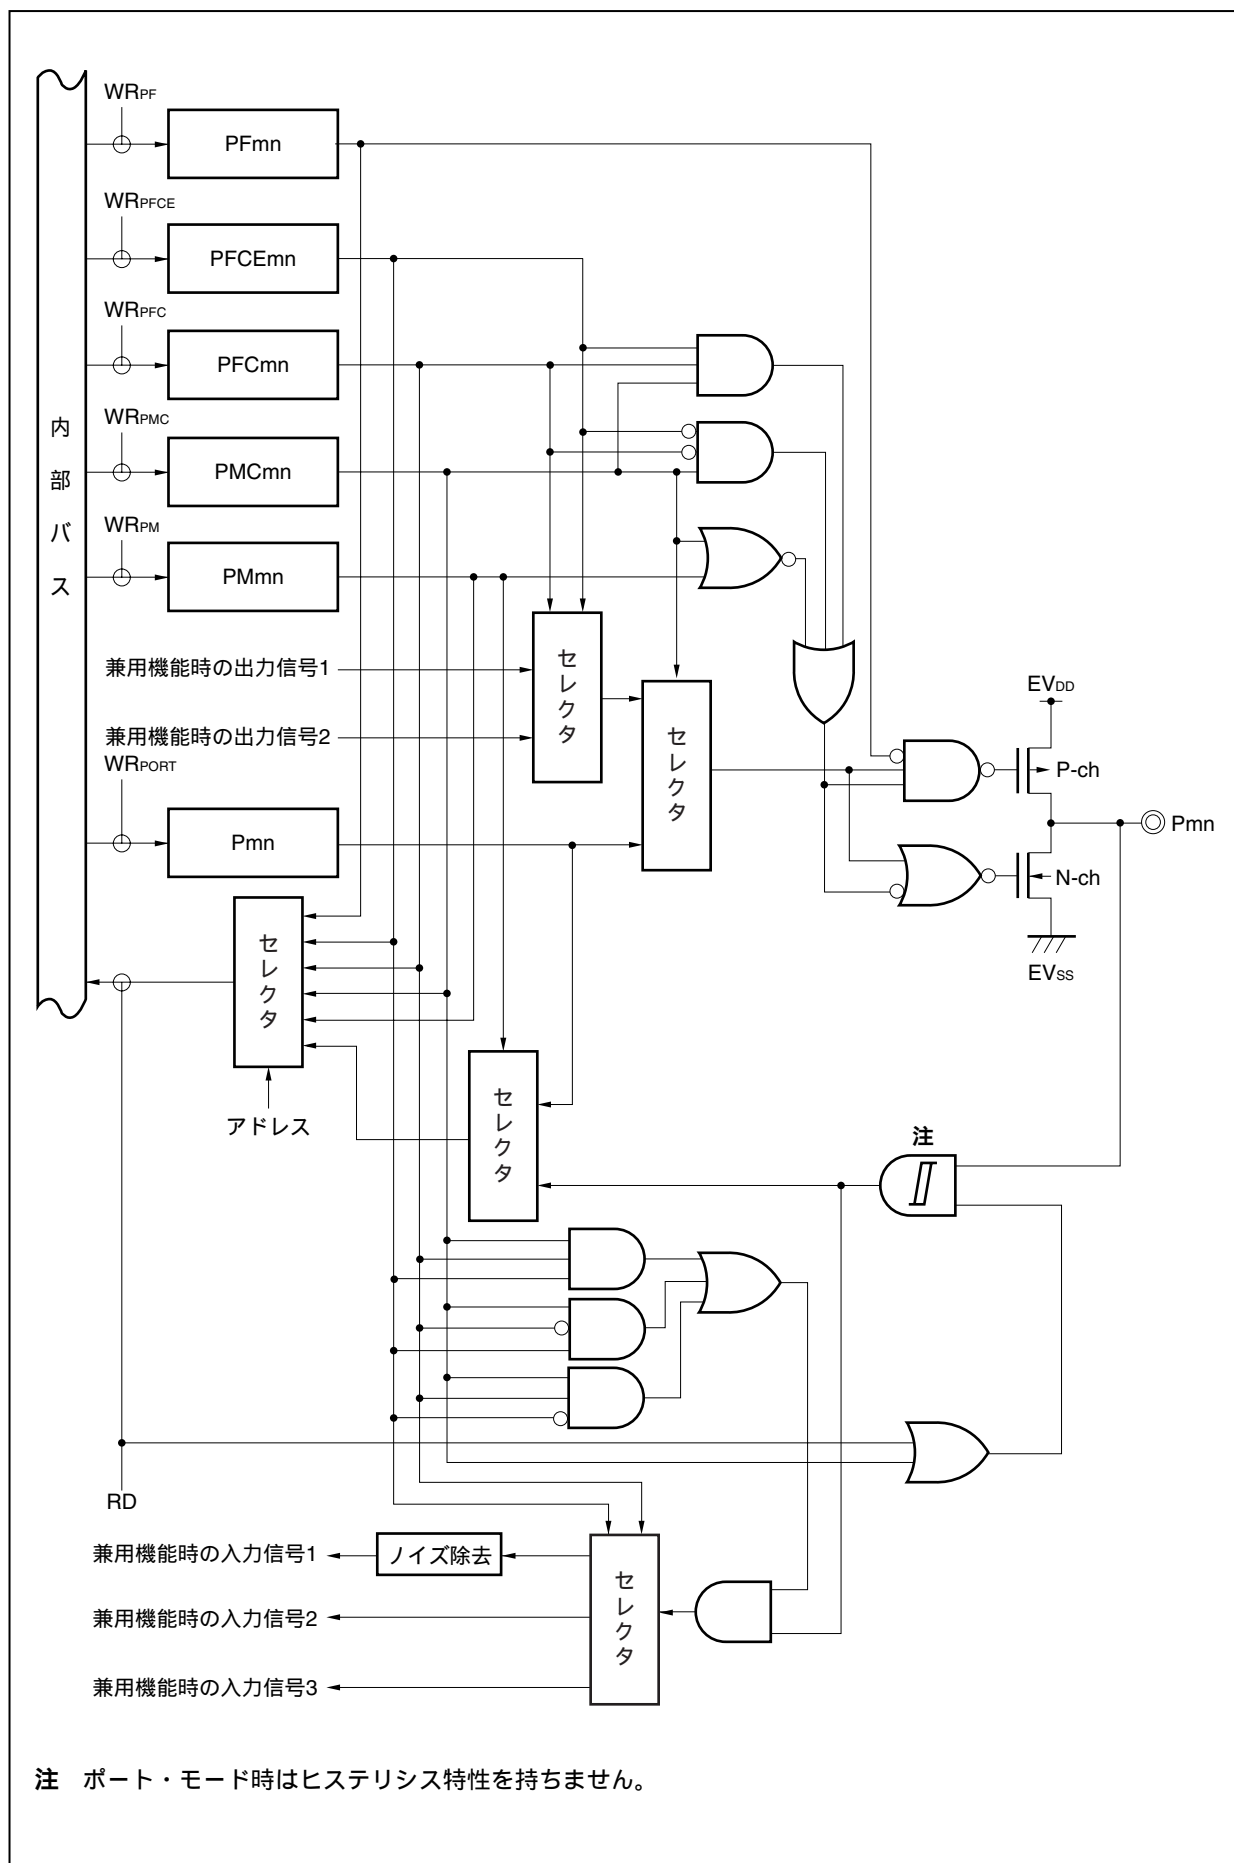 WRPF
PFmn
WRPFCE
PFCEmn
WRPFC
PFCmn
内部バス
WRPMC
PMCmn
WRPM
PMmn
兼用機能時の出力信号1
セレクタ
兼用機能時の出力信号2
セレクタ
EVDD
P-ch
WRPORT
Pmn
Pmn
N-ch
EVSS
セレクタ
アドレス
セレクタ
注
RD
兼用機能時の入力信号1
ノイズ除去
セレクタ
兼用機能時の入力信号2
兼用機能時の入力信号3
注 ポート・モード時はヒステリシス特性を持ちません。